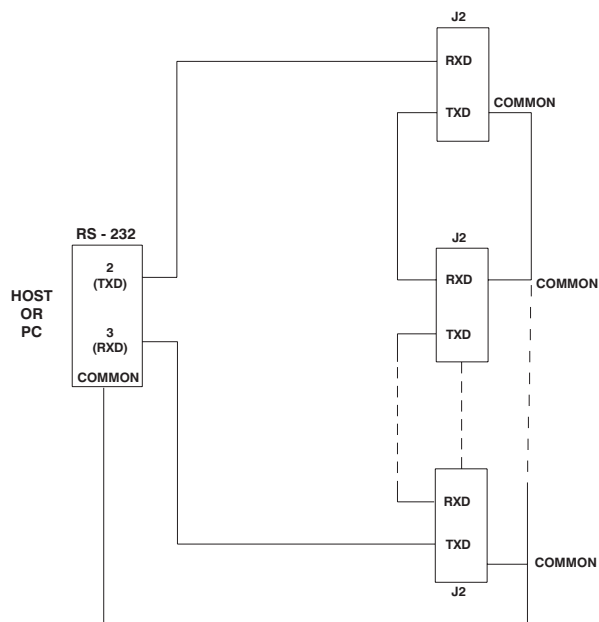 J2
RXD
TXD
COMMON
RS - 232
2
(TXD)
3
(RXD)
COMMON
HOST
OR
PC
J2
RXD
TXD
COMMON
RXD
TXD
COMMON
J2